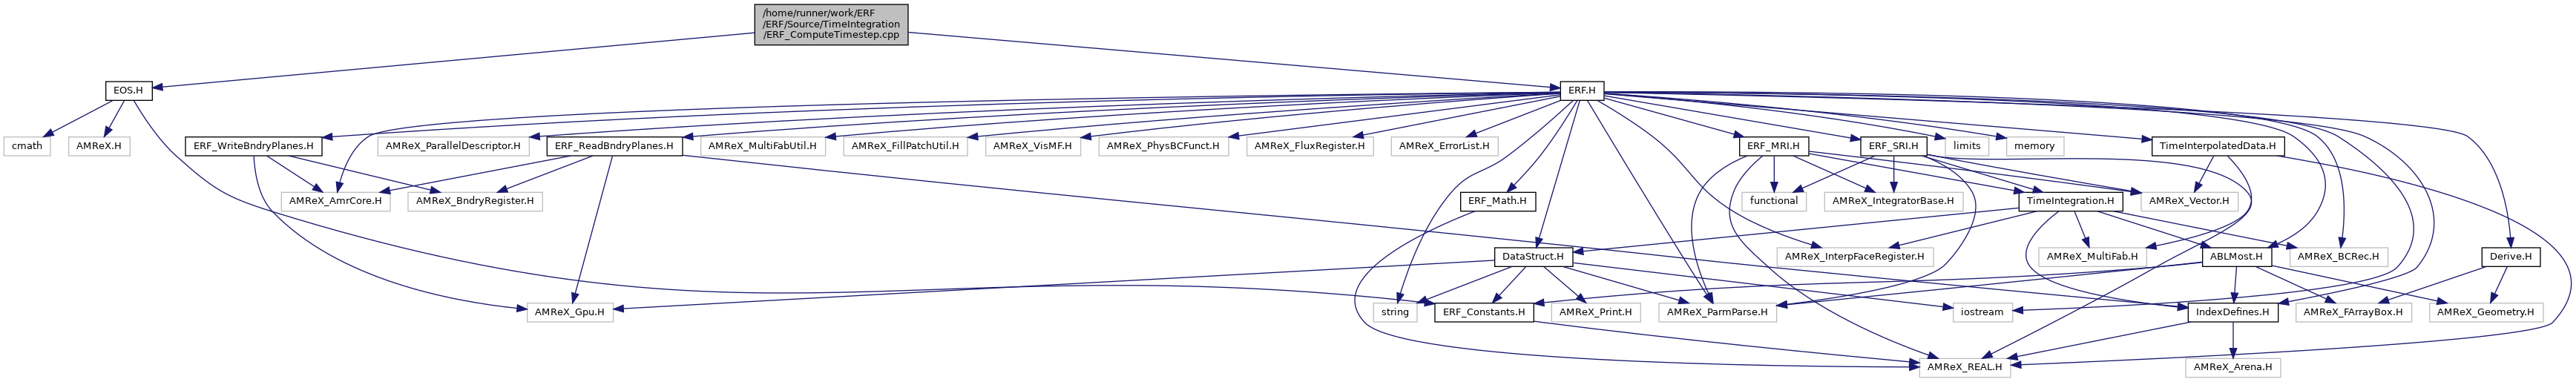 /home/runner/work/ERF
/ERF/Source/TimeIntegration
/ERF_ComputeTimestep.cpp
EOS.H
ERF.H
cmath
AMReX.H
ERF_WriteBndryPlanes.H
AMReX_ParallelDescriptor.H
ERF_ReadBndryPlanes.H
AMReX_MultiFabUtil.H
AMReX_FillPatchUtil.H
AMReX_VisMF.H
AMReX_PhysBCFunct.H
AMReX_FluxRegister.H
AMReX_ErrorList.H
ERF_MRI.H
ERF_SRI.H
limits
memory
TimeInterpolatedData.H
AMReX_AmrCore.H
AMReX_BndryRegister.H
ERF_Math.H
functional
AMReX_IntegratorBase.H
TimeIntegration.H
AMReX_Vector.H
DataStruct.H
AMReX_InterpFaceRegister.H
AMReX_MultiFab.H
ABLMost.H
AMReX_BCRec.H
Derive.H
AMReX_Gpu.H
string
ERF_Constants.H
AMReX_Print.H
AMReX_ParmParse.H
iostream
IndexDefines.H
AMReX_FArrayBox.H
AMReX_Geometry.H
AMReX_REAL.H
AMReX_Arena.H